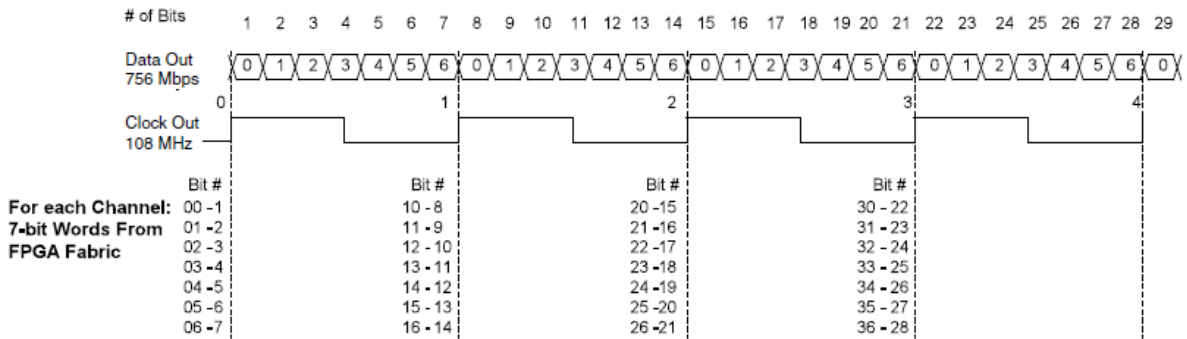 # of Bits 1 2 3 4 6 6 7 8 9 10 11 12 13 14 15 16 17 18 19 20 21 22 23 24 25 26 27 28 29
Data Out 0 1 2 3 4 5 6 0 1 2 3 4 5 6 0 1 2 3 4 5 6 0 1 2 3 4 5 6 0
756 Mbps
0 1 2 3 4
Clock Out
108 MHz
Bit # Bit # Bit # Bit #
For each Channel: 00 -1 10 - 8 20 -15 30 - 22
7-bit Words From 01 -2 11 - 9 21 -16 31 - 23
FPGA Fabric 02 -3 12 - 10 22 -17 32 - 24
03 -4 13 - 11 23 -18 33 - 25
04 -5 14 - 12 24 -19 34 - 26
05 -6 15 - 13 25 -20 35 - 27
06 -7 16 - 14 26 -21 36 - 28